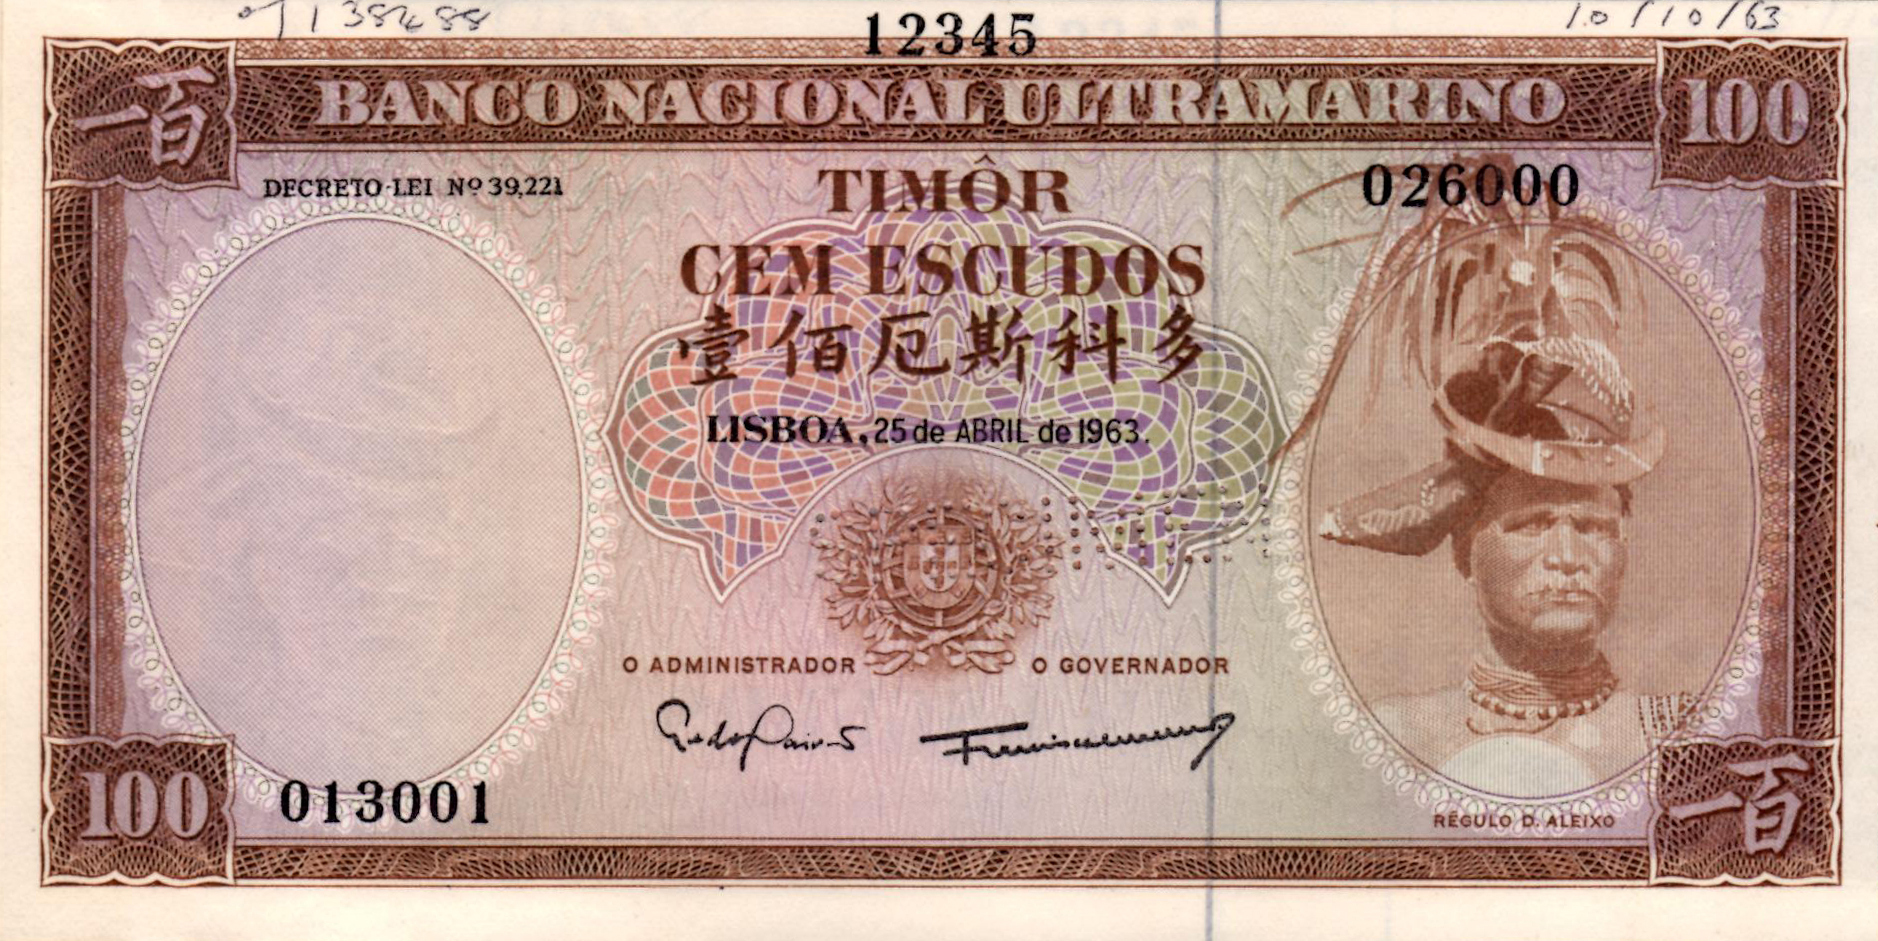 138488
10/10/63
12345
一百 BANCO NACIONAL ULTRAMARINO 100
DECRETO-LEI Nº 39,221
TIMÔR
026000
CEM ESCUDOS
壹佰厄斯科多
LISBOA, 25 de ABRIL de 1963.
O ADMINISTRADOR
O GOVERNADOR
100
013001
RÉGULO D. ALEIXO
一百